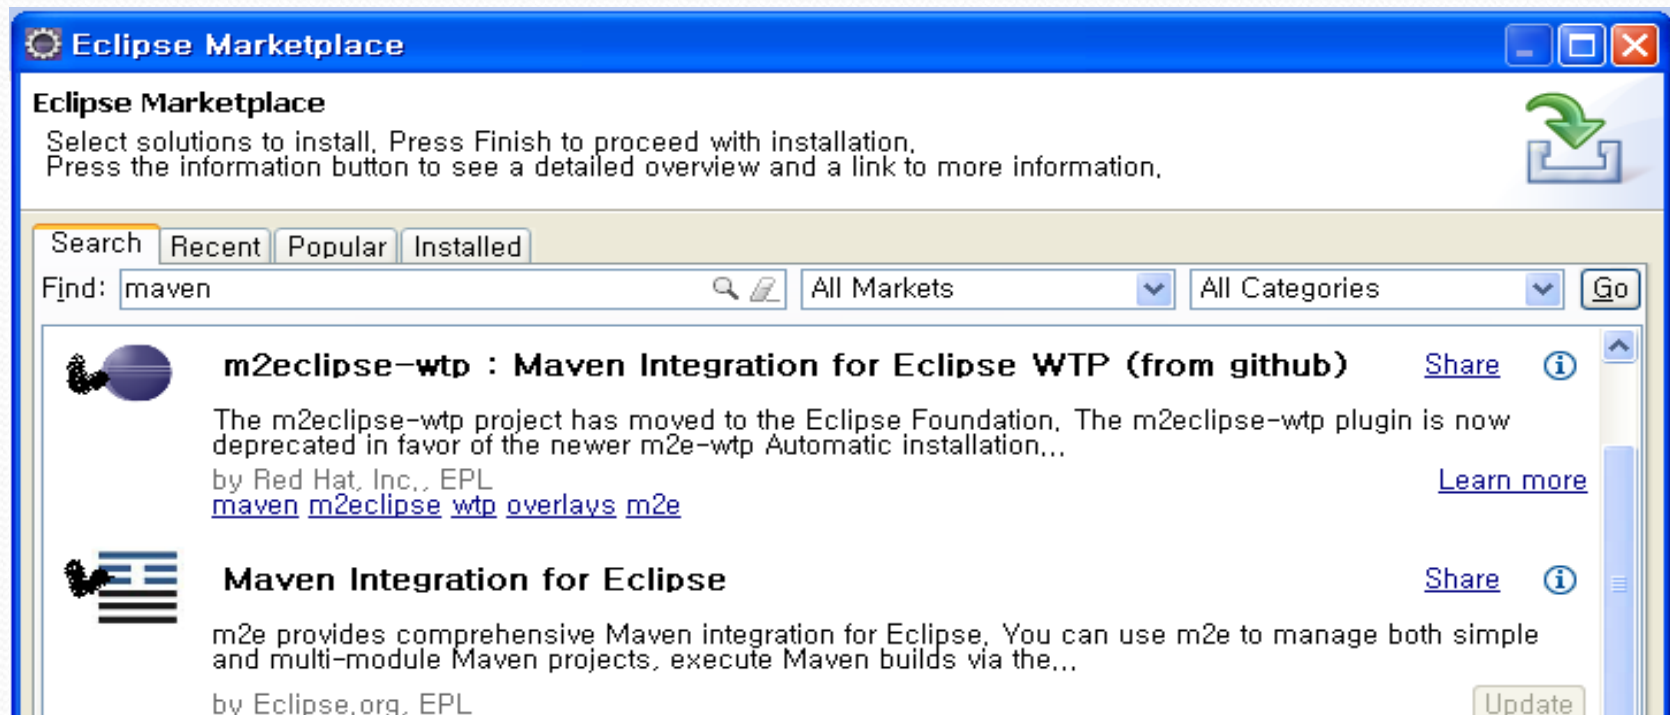 Eclipse Marketplace
Eclipse Marketplace
Select solutions to install. Press Finish to proceed with installation.
Press the information button to see a detailed overview and a link to more information.
Search Recent Popular Installed
Find: maven All Markets All Categories Go
m2eclipse-wtp : Maven Integration for Eclipse WTP (from github) Share
The m2eclipse-wtp project has moved to the Eclipse Foundation. The m2eclipse-wtp plugin is now
deprecated in favor of the newer m2e-wtp Automatic installation...
by Red Hat, Inc., EPL Learn more
maven m2eclipse wtp overlays m2e
Maven Integration for Eclipse Share
m2e provides comprehensive Maven integration for Eclipse. You can use m2e to manage both simple
and multi-module Maven projects, execute Maven builds via the...
by Eclipse.org, EPL Update